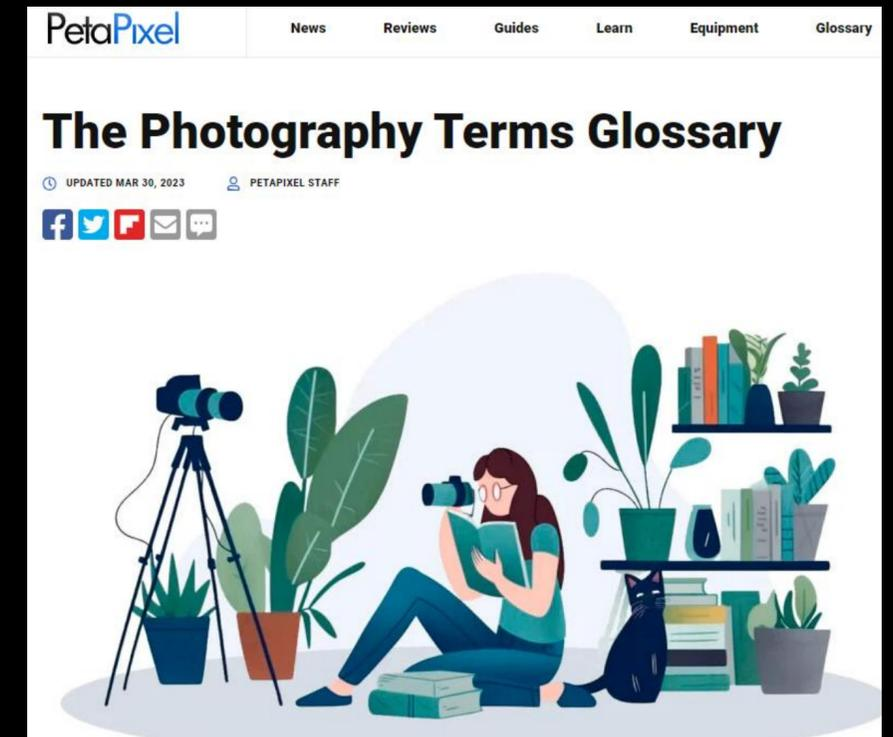 PetaPixel
News Reviews Guides Learn Equipment Glossary
The Photography Terms Glossary
UPDATED MAR 30, 2023 PETAPIXEL STAFF